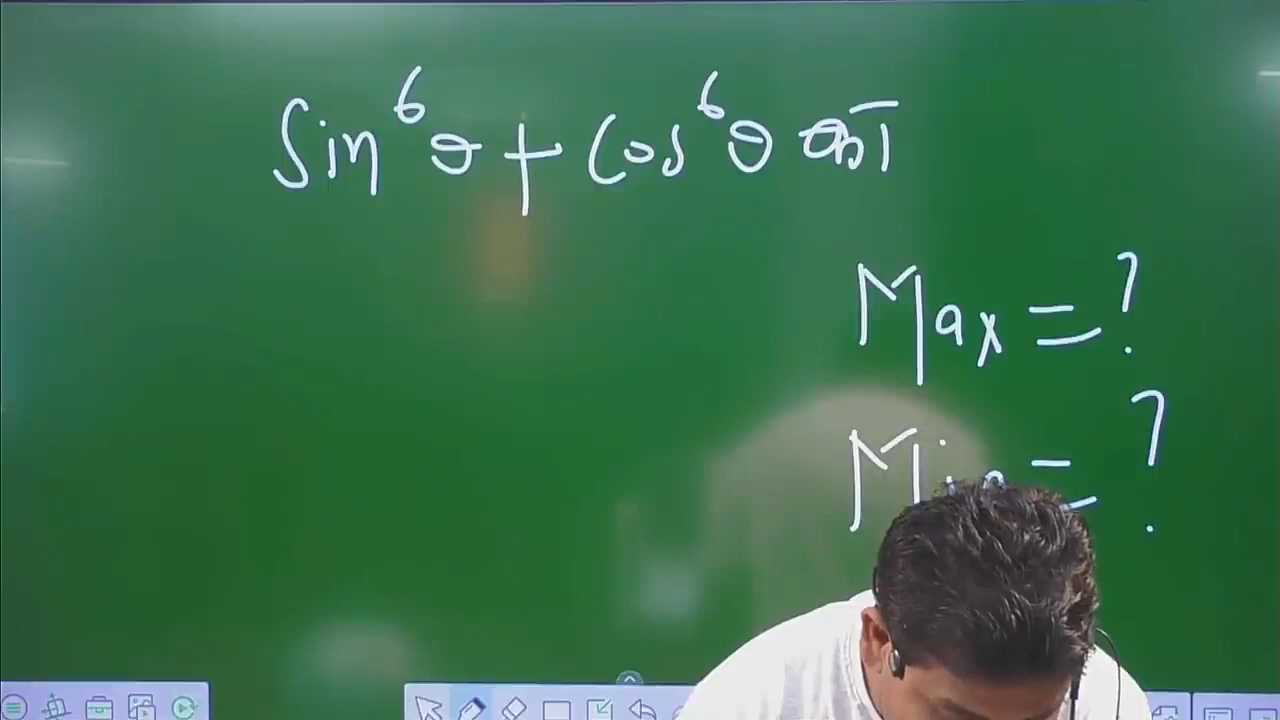 Sin⁶θ + Cos⁶θ का
Max = ?
Min = ?